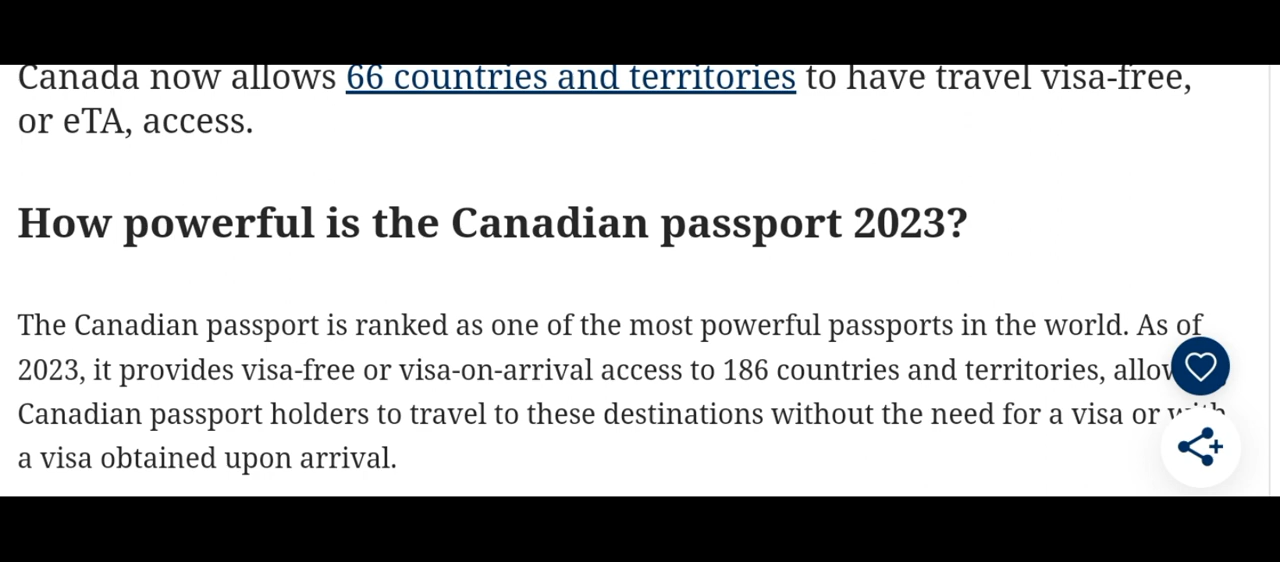 Canada now allows 66 countries and territories to have travel visa-free,
or eTA, access.
How powerful is the Canadian passport 2023?
The Canadian passport is ranked as one of the most powerful passports in the world. As of
2023, it provides visa-free or visa-on-arrival access to 186 countries and territories,
Canadian passport holders to travel to these destinations without the need for a visa or with
a visa obtained upon arrival.